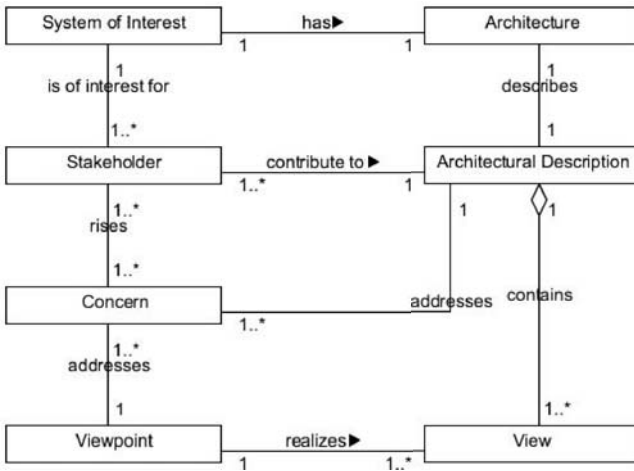 System of Interest
has▶
Architecture
1
1
1
is of interest for
1
describes
1..*
1
Stakeholder
contribute to ▶
Architectural Description
1..*
1
1..*
rises
1
1
1..*
Concern
addresses
contains
1..*
1..*
addresses
1
1..*
Viewpoint
realizes▶
View
1
1..*